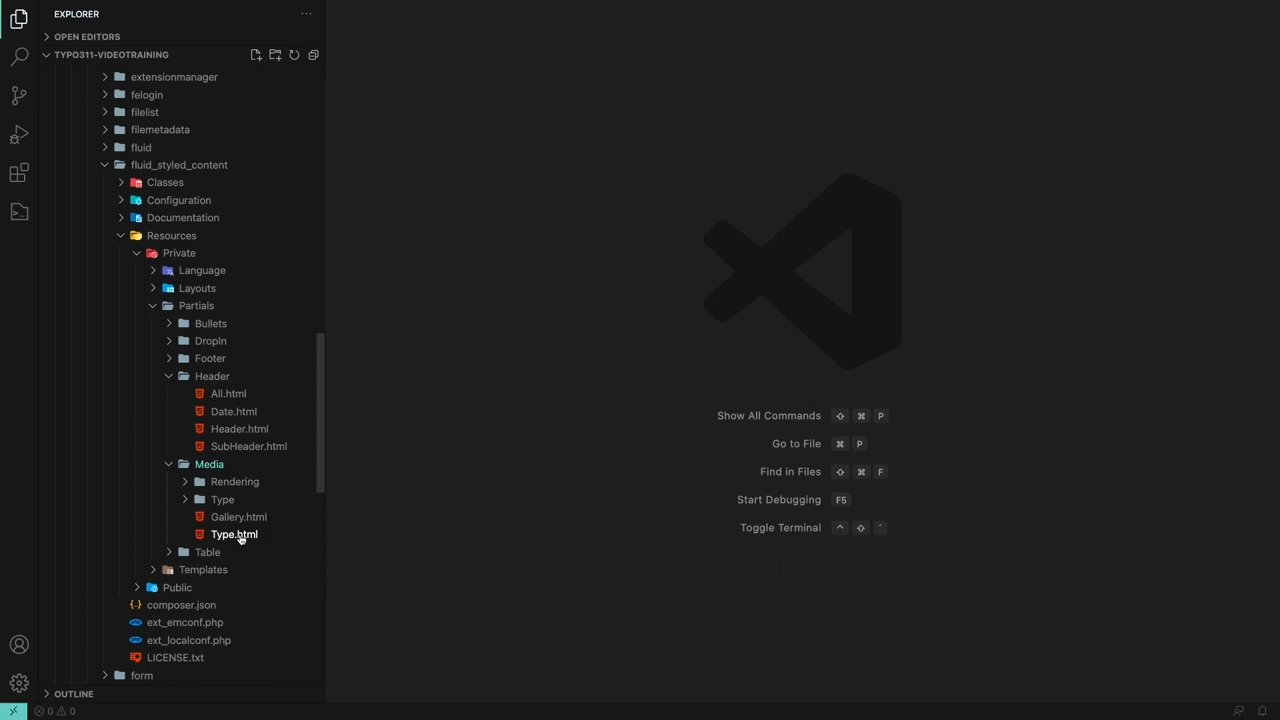 EXPLORER
OPEN EDITORS
TYPO311-VIDEOTRAINING
extensionmanager
felogin
filelist
filemetadata
fluid
fluid_styled_content
Classes
Configuration
Documentation
Resources
Private
Language
Layouts
Partials
Bullets
DropIn
Footer
Header
All.html
Date.html
Header.html
SubHeader.html
Media
Rendering
Type
Gallery.html
Type.html
Table
Templates
Public
composer.json
ext_emconf.php
ext_localconf.php
LICENSE.txt
form
OUTLINE
0 0
Show All Commands ⇧ ⌘ P
Go to File ⌘ P
Find in Files ⇧ ⌘ F
Start Debugging F5
Toggle Terminal ^ ⇧ `